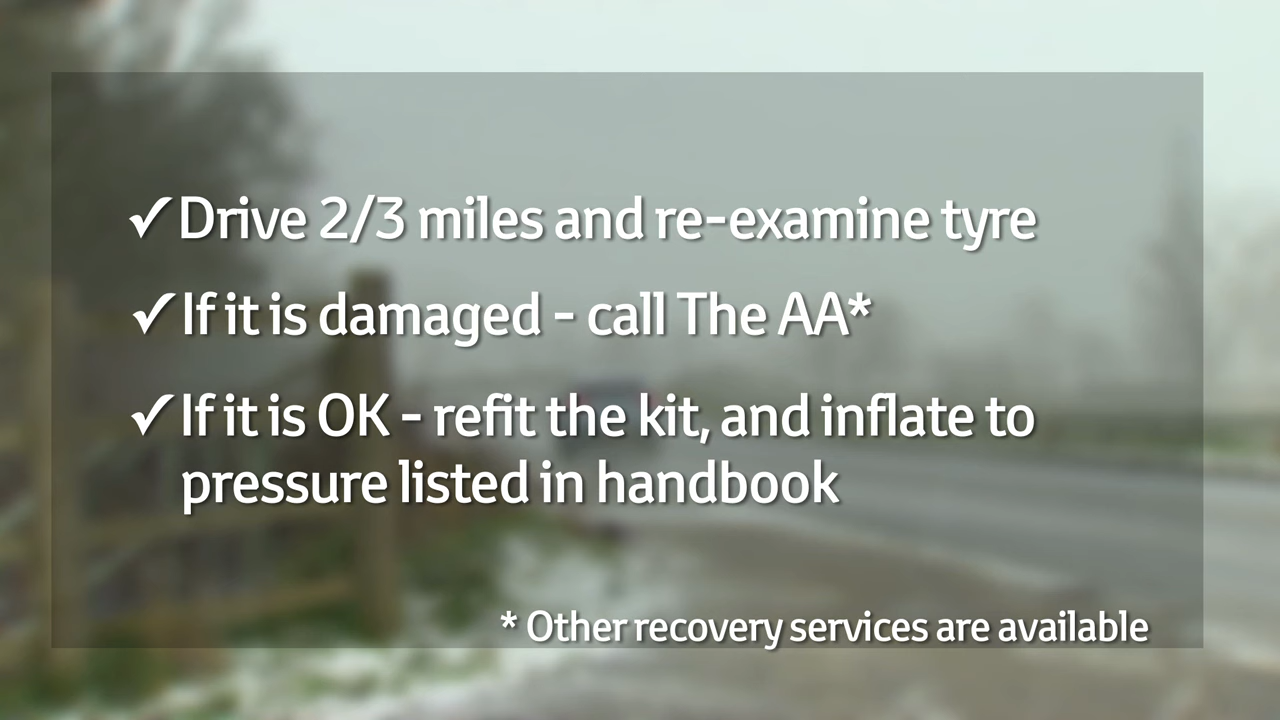 ✓ Drive 2/3 miles and re-examine tyre
✓ If it is damaged - call The AA*
✓ If it is OK - refit the kit, and inflate to
pressure listed in handbook
* Other recovery services are available